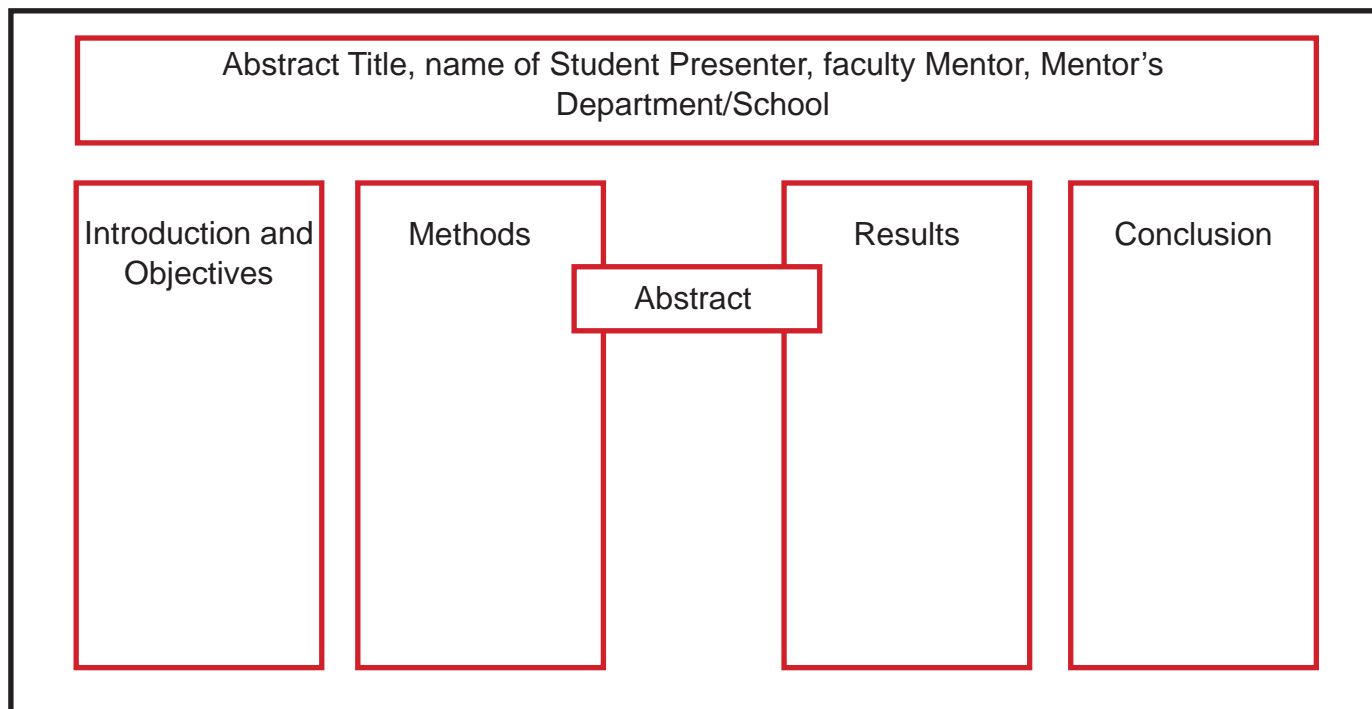 Abstract Title, name of Student Presenter, faculty Mentor, Mentor’s
Department/School
Introduction and
Objectives
Methods
Abstract
Results
Conclusion